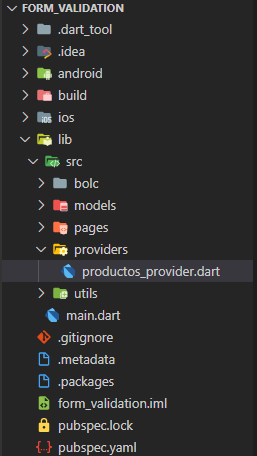 FORM_VALIDATION
.dart_tool
.idea
android
build
ios
lib
src
bolc
models
pages
providers
productos_provider.dart
utils
main.dart
.gitignore
.metadata
.packages
form_validation.iml
pubspec.lock
pubspec.yaml